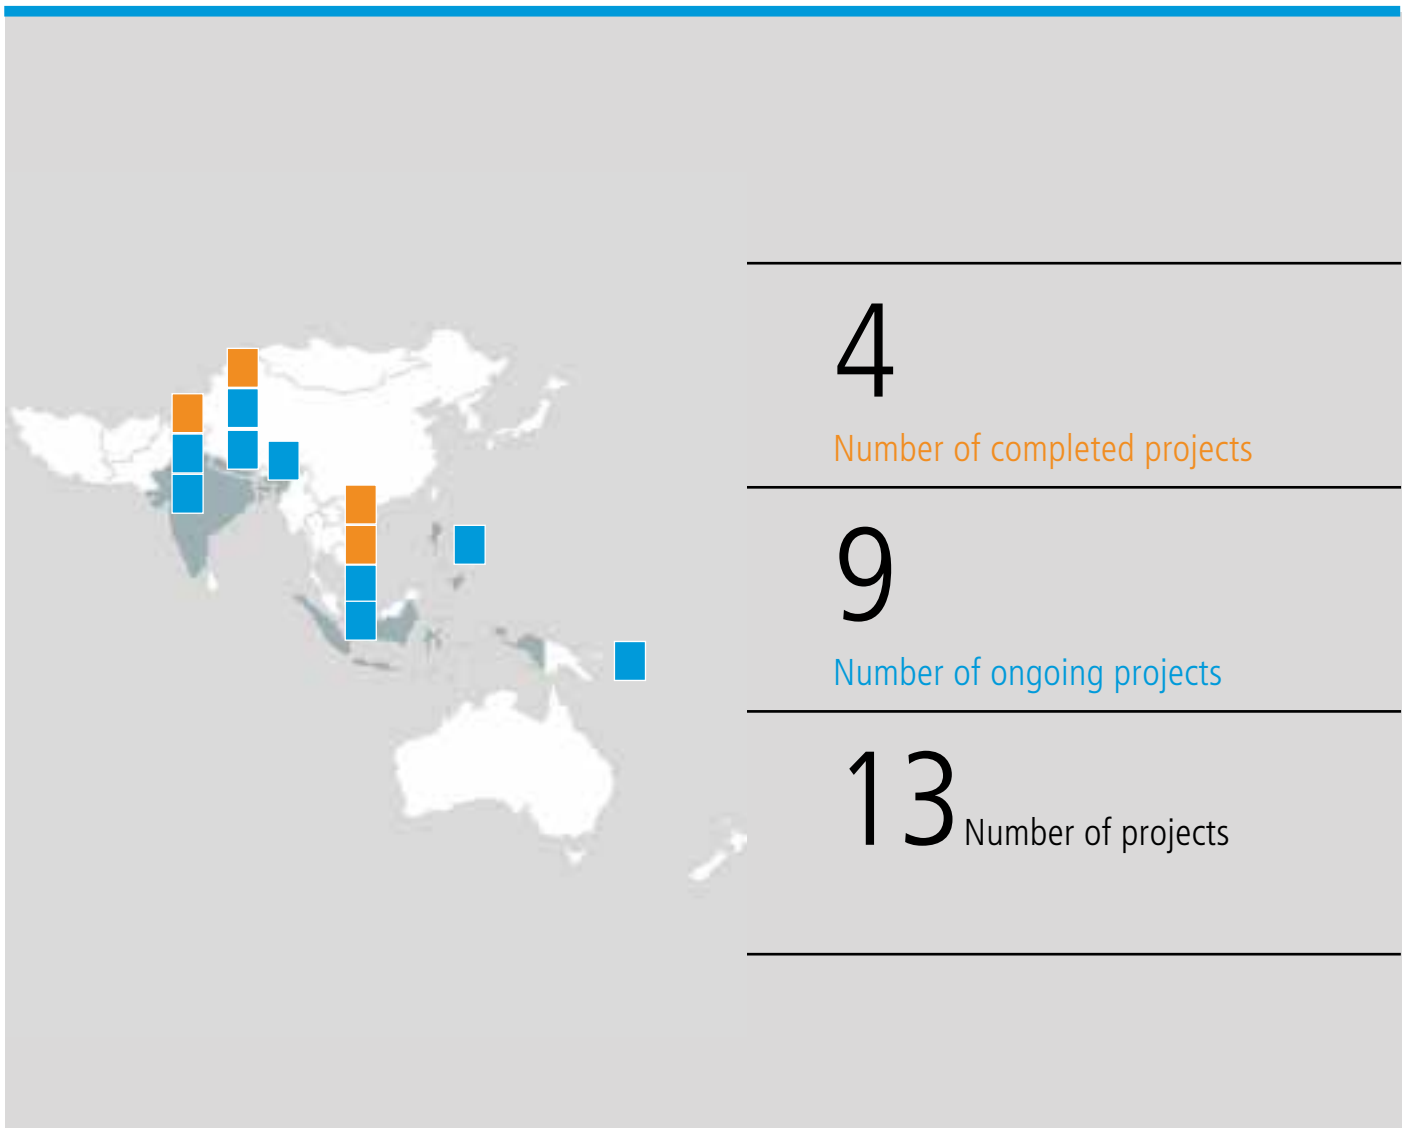 4
Number of completed projects
9
Number of ongoing projects
13 Number of projects